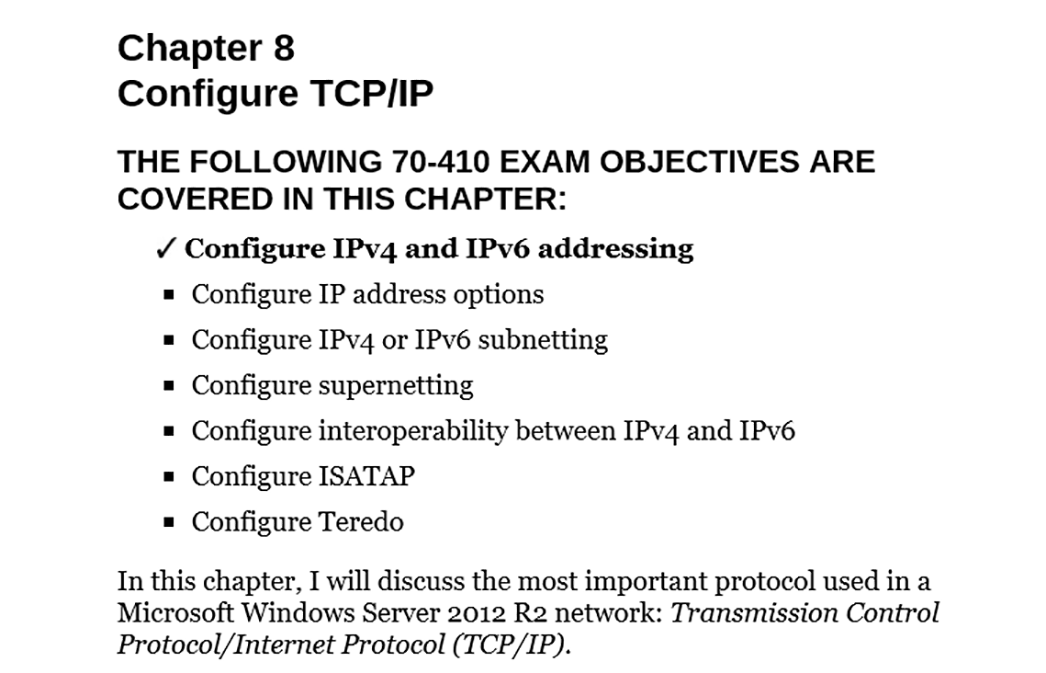 Chapter 8
Configure TCP/IP
THE FOLLOWING 70-410 EXAM OBJECTIVES ARE
COVERED IN THIS CHAPTER:
✓ Configure IPv4 and IPv6 addressing
▪ Configure IP address options
▪ Configure IPv4 or IPv6 subnetting
▪ Configure supernetting
▪ Configure interoperability between IPv4 and IPv6
▪ Configure ISATAP
▪ Configure Teredo
In this chapter, I will discuss the most important protocol used in a
Microsoft Windows Server 2012 R2 network: Transmission Control
Protocol/Internet Protocol (TCP/IP).